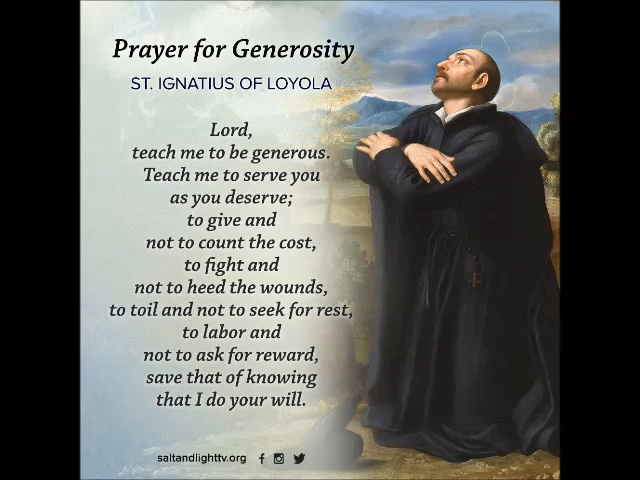 Prayer for Generosity
ST. IGNATIUS OF LOYOLA
Lord,
teach me to be generous.
Teach me to serve you
as you deserve;
to give and
not to count the cost,
to fight and
not to heed the wounds,
to toil and not to seek for rest,
to labor and
not to ask for reward,
save that of knowing
that I do your will.
saltandlighttv.org